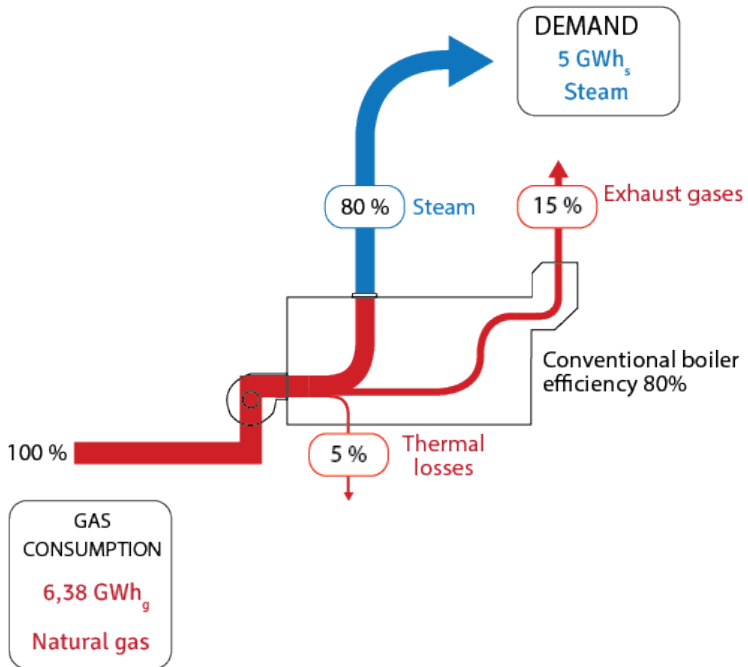 DEMAND
5 GWhs
Steam
80 %
Steam
15 %
Exhaust gases
Conventional boiler
efficiency 80%
100 %
5 %
Thermal
losses
GAS
CONSUMPTION
6,38 GWhg
Natural gas